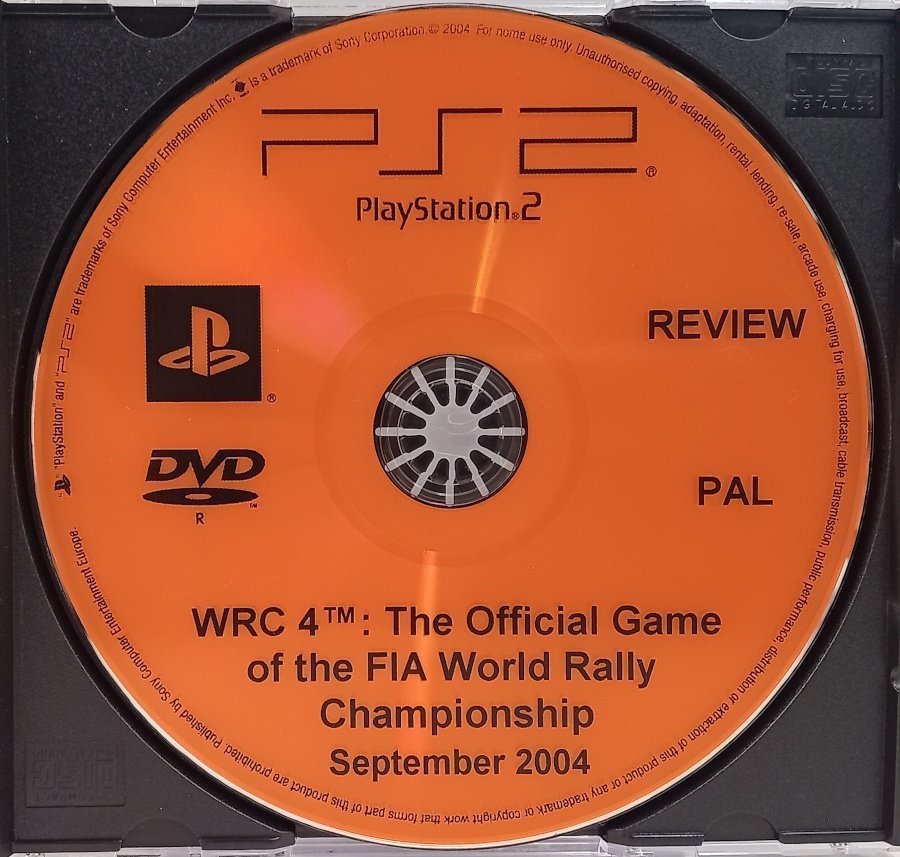 "PlayStation" and "PS2" are trademarks of Sony Computer Entertainment Inc. is a trademark of Sony Corporation. © 2004 For home use only. Unauthorised copying, adaptation, rental, lending, re-sale, arcade use, charging for use, broadcast, cable transmission, public performance, distribution or extraction of this product or any trademark or copyright work that forms part of this product are prohibited. Published by Sony Computer Entertainment Europe.
PS2®
PlayStation®2
REVIEW
®
DVD™
R
PAL
WRC 4™: The Official Game
of the FIA World Rally
Championship
September 2004
DISC
DIGITAL AUDIO